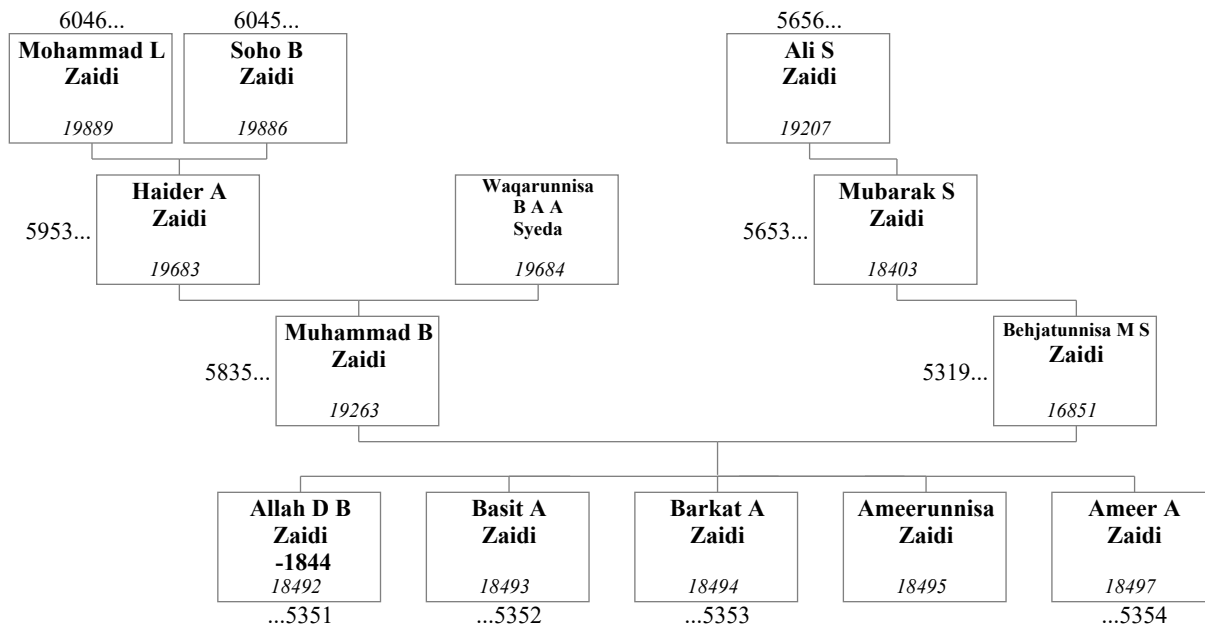 6046...
6045...
5656...
Mohammad L
Zaidi
19889
Soho B
Zaidi
19886
Ali S
Zaidi
19207
5953...
Haider A
Zaidi
19683
Waqarunnisa
B A A
Syeda
19684
5653...
Mubarak S
Zaidi
18403
5835...
Muhammad B
Zaidi
19263
5319...
Behjatunnisa M S
Zaidi
16851
Allah D B
Zaidi
-1844
18492
...5351
Basit A
Zaidi
18493
...5352
Barkat A
Zaidi
18494
...5353
Ameerunnisa
Zaidi
18495
Ameer A
Zaidi
18497
...5354